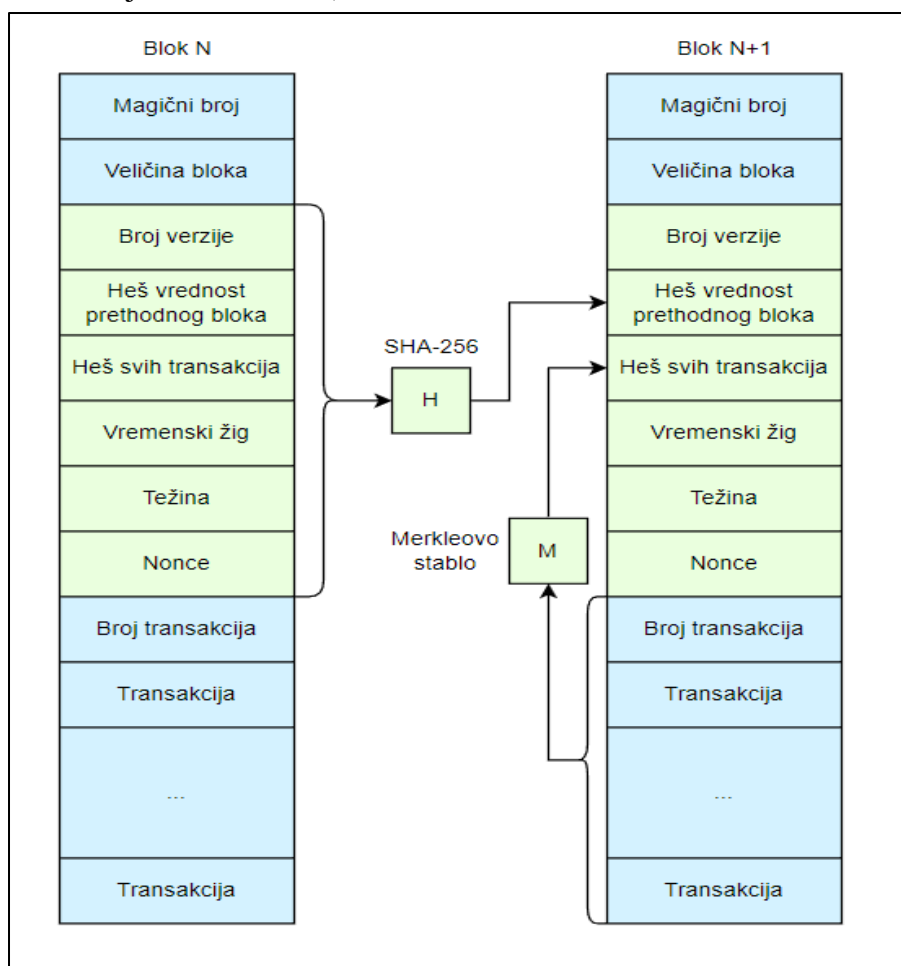 Blok N
Magični broj
Veličina bloka
Broj verzije
Heš vrednost
prethodnog bloka
Heš svih transakcija
Vremenski žig
Težina
Nonce
Broj transakcija
Transakcija
...
Transakcija
SHA-256
H
Merkleovo
stablo
M
Blok N+1
Magični broj
Veličina bloka
Broj verzije
Heš vrednost
prethodnog bloka
Heš svih transakcija
Vremenski žig
Težina
Nonce
Broj transakcija
Transakcija
...
Transakcija